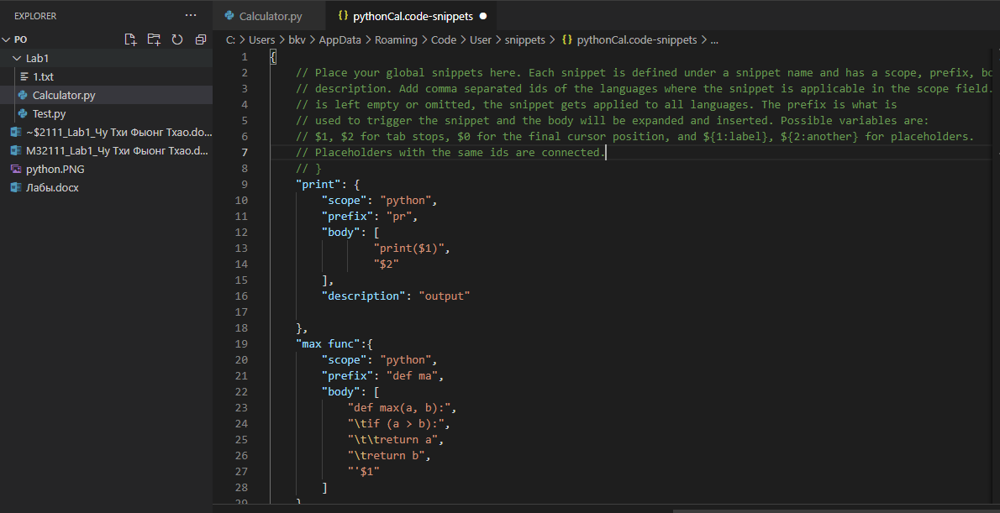 EXPLORER
PO
Lab1
1.txt
Calculator.py
Test.py
~$2111_Lab1_Чу Тхи Фыонг Тхао.do...
M32111_Lab1_Чу Тхи Фыонг Тхао.d...
python.PNG
Лабы.docx
Calculator.py
{} pythonCal.code-snippets ●
C: > Users > bkv > AppData > Roaming > Code > User > snippets > {} pythonCal.code-snippets > ...
1 {
2 // Place your global snippets here. Each snippet is defined under a snippet name and has a scope, prefix, bo
3 // description. Add comma separated ids of the languages where the snippet is applicable in the scope field.
4 // is left empty or omitted, the snippet gets applied to all languages. The prefix is what is
5 // used to trigger the snippet and the body will be expanded and inserted. Possible variables are:
6 // $1, $2 for tab stops, $0 for the final cursor position, and ${1:label}, ${2:another} for placeholders.
7 // Placeholders with the same ids are connected.
8 // }
9 "print": {
10 "scope": "python",
11 "prefix": "pr",
12 "body": [
13 "print($1)",
14 "$2"
15 ],
16 "description": "output"
17
18 },
19 "max func":{
20 "scope": "python",
21 "prefix": "def ma",
22 "body": [
23 "def max(a, b):",
24 "\tif (a > b):",
25 "\t\treturn a",
26 "\treturn b",
27 "'$1"
28 ]
29 }